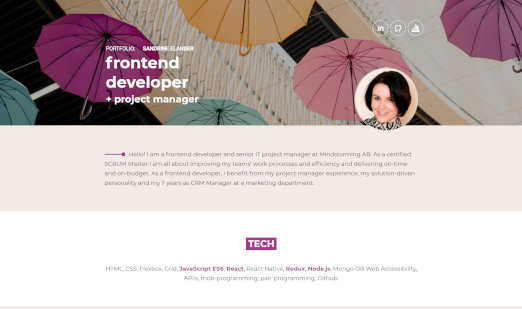 PORTFOLIO: SANDRINE ELANDER
frontend
developer
+ project manager
Hello! I am a frontend developer and senior IT project manager at Mindstorming AB. As a certified
SCRUM Master I am all about improving my teams' work processes and efficiency and delivering on-time
and on-budget. As a frontend developer, I benefit from my project manager experience, my solution-driven
personality and my 7 years as CRM Manager at a marketing department.
TECH
HTML, CSS, Flexbox, Grid, JavaScript ES6, React, React Native, Redux, Node.js, Mongo DB Web Accessibility,
APIs, mob-programming, pair-programming, Github.